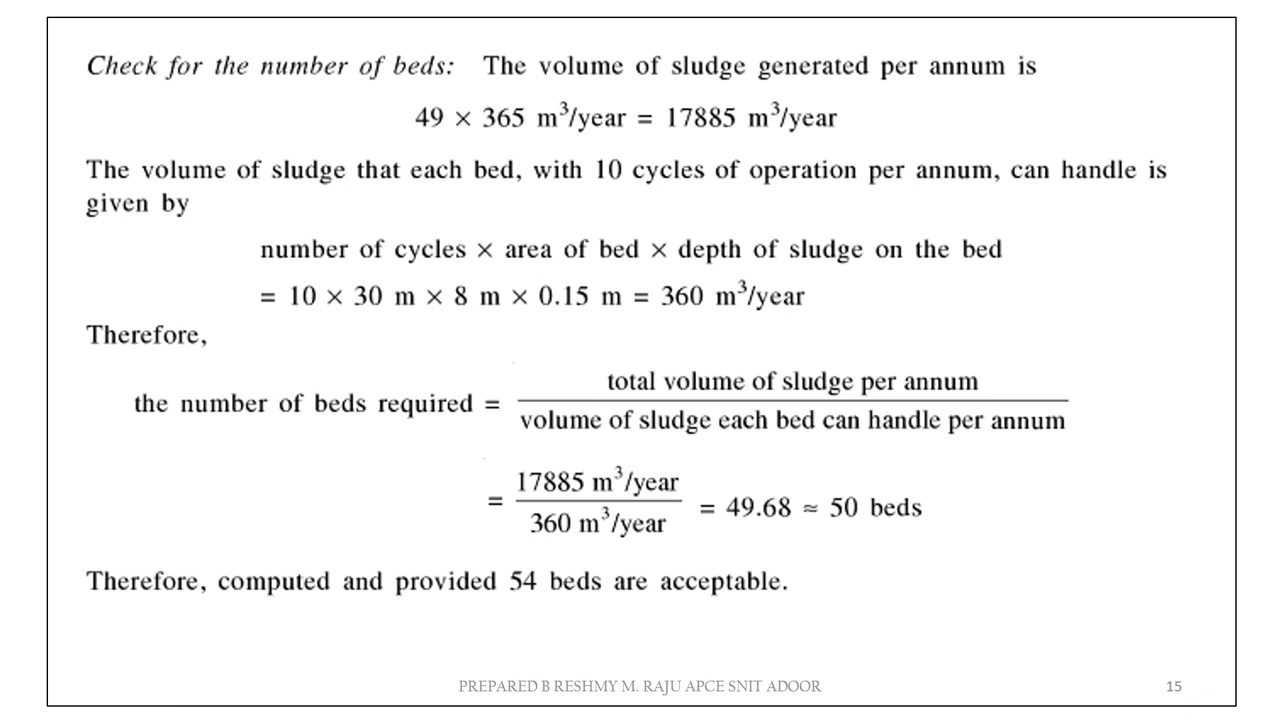 Check for the number of beds: The volume of sludge generated per annum is
49 × 365 m³/year = 17885 m³/year
The volume of sludge that each bed, with 10 cycles of operation per annum, can handle is
given by
number of cycles × area of bed × depth of sludge on the bed
= 10 × 30 m × 8 m × 0.15 m = 360 m³/year
Therefore,
the number of beds required = total volume of sludge per annum
volume of sludge each bed can handle per annum
= 17885 m³/year
360 m³/year
= 49.68 ≈ 50 beds
Therefore, computed and provided 54 beds are acceptable.
PREPARED B RESHMY M. RAJU APCE SNIT ADOOR 15